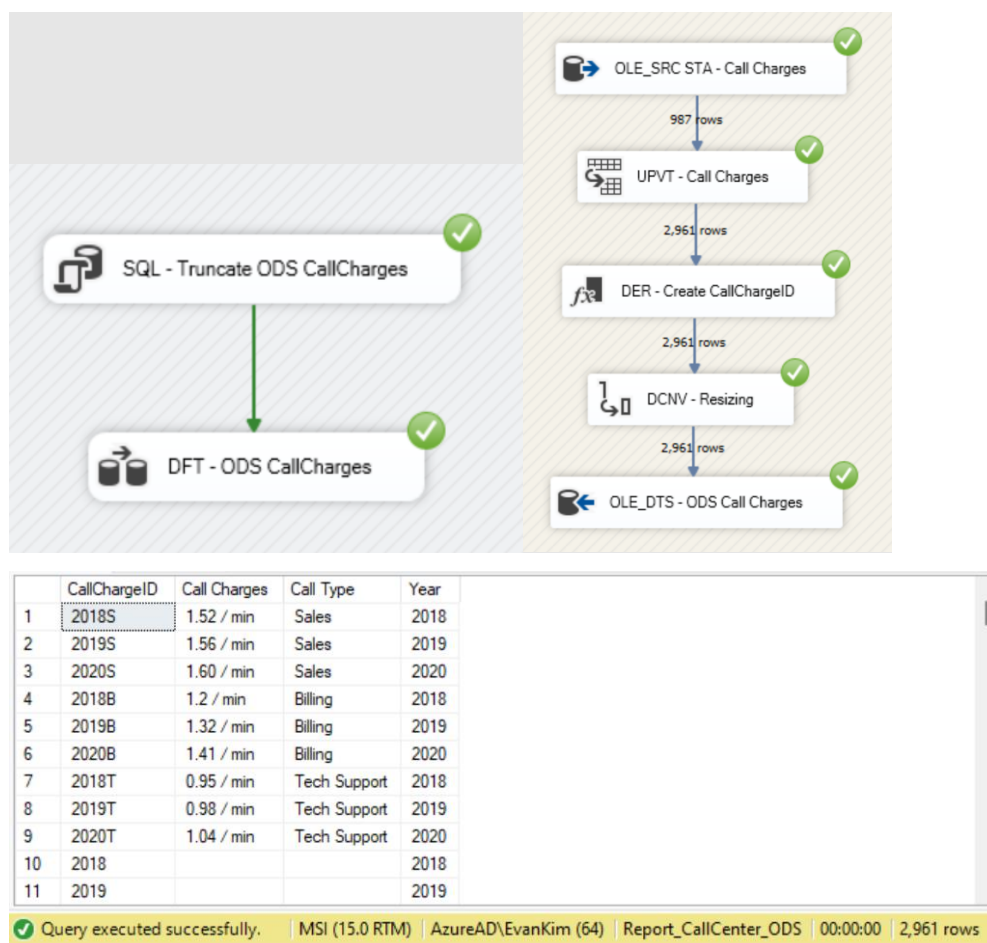 SQL - Truncate ODS CallCharges
DFT - ODS CallCharges
OLE_SRC STA - Call Charges
987 rows
UPVT - Call Charges
2,961 rows
DER - Create CallChargeID
2,961 rows
DCNV - Resizing
2,961 rows
OLE_DTS - ODS Call Charges
CallChargeID Call Charges Call Type Year
1 2018S 1.52 / min Sales 2018
2 2019S 1.56 / min Sales 2019
3 2020S 1.60 / min Sales 2020
4 2018B 1.2 / min Billing 2018
5 2019B 1.32 / min Billing 2019
6 2020B 1.41 / min Billing 2020
7 2018T 0.95 / min Tech Support 2018
8 2019T 0.98 / min Tech Support 2019
9 2020T 1.04 / min Tech Support 2020
10 2018 2018
11 2019 2019
Query executed successfully. MSI (15.0 RTM) AzureAD\EvanKim (64) Report_CallCenter_ODS 00:00:00 2,961 rows